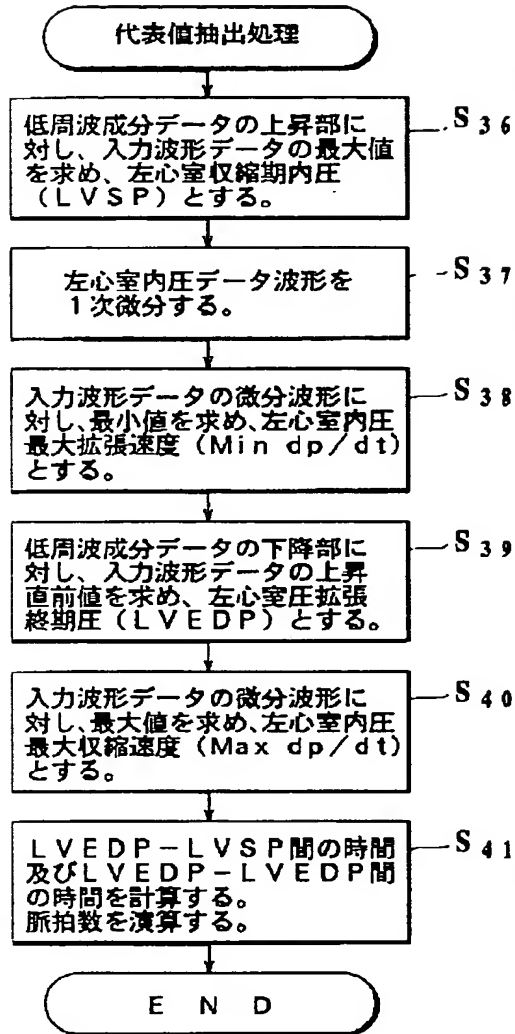 代表値抽出処理
低周波成分データの上昇部に
対し、入力波形データの最大値
を求め、左心室収縮期内圧
(LVSP)とする。
S36
左心室内圧データ波形を
1次微分する。
S37
入力波形データの微分波形に
対し、最小値を求め、左心室内圧
最大拡張速度(Min dp/dt)
とする。
S38
低周波成分データの下降部に
対し、入力波形データの上昇
直前値を求め、左心室圧拡張
終期圧(LVEDP)とする。
S39
入力波形データの微分波形に
対し、最大値を求め、左心室内圧
最大収縮速度(Max dp/dt)
とする。
S40
LVEDP-LVSP間の時間
及びLVEDP-LVEDP間
の時間を計算する。
脈拍数を演算する。
S41
END